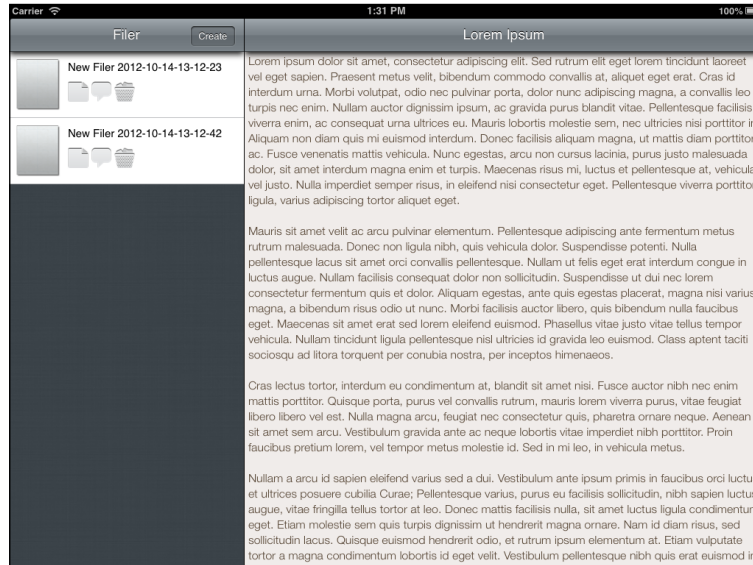 Carrier 1:31 PM 100%
Filer Create
New Filer 2012-10-14-13-12-23
New Filer 2012-10-14-13-12-42
Lorem Ipsum
Lorem ipsum dolor sit amet, consectetur adipiscing elit. Sed rutrum elit eget lorem tincidunt laoreet
vel eget sapien. Praesent metus velit, bibendum commodo convallis at, aliquet eget erat. Cras id
interdum urna. Morbi volutpat, odio nec pulvinar porta, dolor nunc adipiscing magna, a convallis leo
turpis nec enim. Nullam auctor dignissim ipsum, ac gravida purus blandit vitae. Pellentesque facilisis
viverra enim, ac consequat urna ultrices eu. Mauris lobortis molestie sem, nec ultricies nisi porttitor in
Aliquam non diam quis mi euismod interdum. Donec facilisis aliquam magna, ut mattis diam porttitor
ac. Fusce venenatis mattis vehicula. Nunc egestas, arcu non cursus lacinia, purus justo malesuada
dolor, sit amet interdum magna enim et turpis. Maecenas risus mi, luctus et pellentesque at, vehicula
vel justo. Nulla imperdiet semper risus, in eleifend nisi consectetur eget. Pellentesque viverra porttitor
ligula, varius adipiscing tortor aliquet eget.
Mauris sit amet velit ac arcu pulvinar elementum. Pellentesque adipiscing ante fermentum metus
rutrum malesuada. Donec non ligula nibh, quis vehicula dolor. Suspendisse potenti. Nulla
pellentesque lacus sit amet orci convallis pellentesque. Nullam ut felis eget erat interdum congue in
luctus augue. Nullam facilisis consequat dolor non sollicitudin. Suspendisse ut dui nec lorem
consectetur fermentum quis et dolor. Aliquam egestas, ante quis egestas placerat, magna nisi varius
magna, a bibendum risus odio ut nunc. Morbi facilisis auctor libero, quis bibendum nulla faucibus
eget. Maecenas sit amet erat sed lorem eleifend euismod. Phasellus vitae justo vitae tellus tempor
vehicula. Nullam tincidunt ligula pellentesque nisl ultricies id gravida leo euismod. Class aptent taciti
sociosqu ad litora torquent per conubia nostra, per inceptos himenaeos.
Cras lectus tortor, interdum eu condimentum at, blandit sit amet nisi. Fusce auctor nibh nec enim
mattis porttitor. Quisque porta, purus vel convallis rutrum, mauris lorem viverra purus, vitae feugiat
libero libero vel est. Nulla magna arcu, feugiat nec consectetur quis, pharetra ornare neque. Aenean
sit amet sem arcu. Vestibulum gravida ante ac neque lobortis vitae imperdiet nibh porttitor. Proin
faucibus pretium lorem, vel tempor metus molestie id. Sed in mi leo, in vehicula metus.
Nullam a arcu id sapien eleifend varius sed a dui. Vestibulum ante ipsum primis in faucibus orci luctu
et ultrices posuere cubilia Curae; Pellentesque varius, purus eu facilisis sollicitudin, nibh sapien luctus
augue, vitae fringilla tellus tortor at leo. Donec mattis facilisis nulla, sit amet luctus ligula condimentum
eget. Etiam molestie sem quis turpis dignissim ut hendrerit magna ornare. Nam id diam risus, sed
sollicitudin lacus. Quisque euismod hendrerit odio, et rutrum ipsum elementum at. Etiam vulputate
tortor a magna condimentum lobortis id eget velit. Vestibulum pellentesque nibh quis erat euismod in